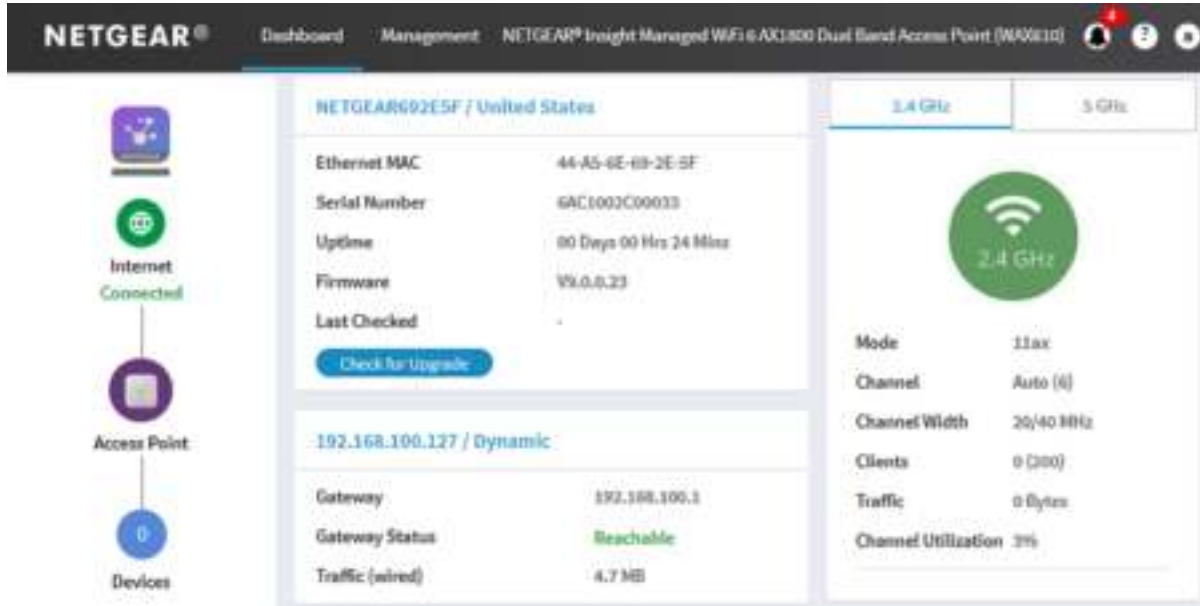 NETGEAR®
Dashboard Management NETGEAR® Insight Managed WiFi 6 AX1800 Dual Band Access Point (WAX610)
4
?
Internet
Connected
Access Point
0
Devices
NETGEAR692E5F / United States
Ethernet MAC 44-A5-6E-69-2E-5F
Serial Number 6AC1002C00033
Uptime 00 Days 00 Hrs 24 Mins
Firmware V9.0.0.23
Last Checked -
Check for Upgrade
192.168.100.127 / Dynamic
Gateway 192.168.100.1
Gateway Status Reachable
Traffic (wired) 4.7 MB
2.4 GHz 5 GHz
2.4 GHz
Mode 11ax
Channel Auto (6)
Channel Width 20/40 MHz
Clients 0 (200)
Traffic 0 Bytes
Channel Utilization 3%